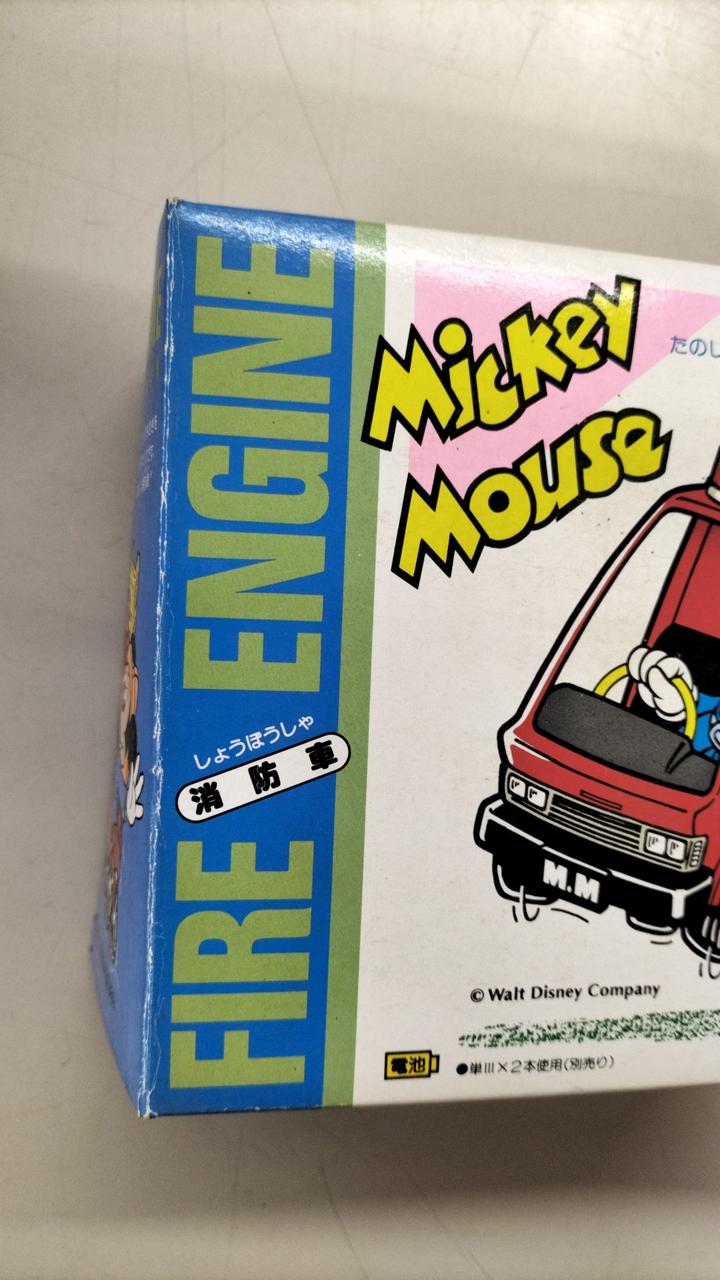 FIRE ENGINE
しょうぼうしゃ
消防車
Mickey
Mouse
たのし
M.M
© Walt Disney Company
電池
●単III×2本使用(別売り)